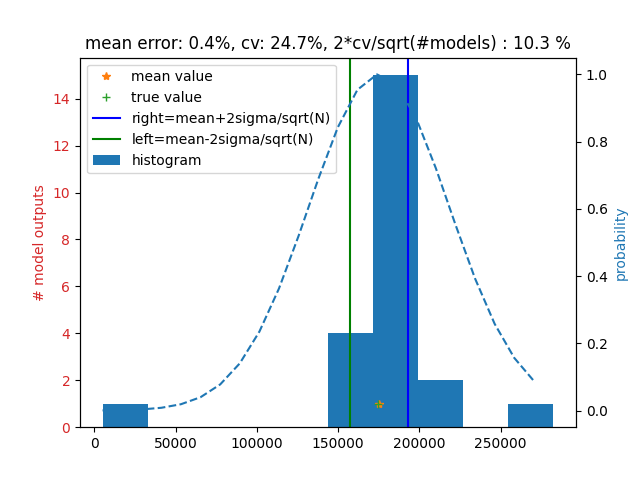 mean error: 0.4%, cv: 24.7%, 2*cv/sqrt(#models) : 10.3 %
mean value
true value
right=mean+2sigma/sqrt(N)
left=mean-2sigma/sqrt(N)
histogram
# model outputs
14
12
10
8
6
4
2
0
1.0
0.8
0.6
0.4
0.2
0.0
probability
0 50000 100000 150000 200000 250000